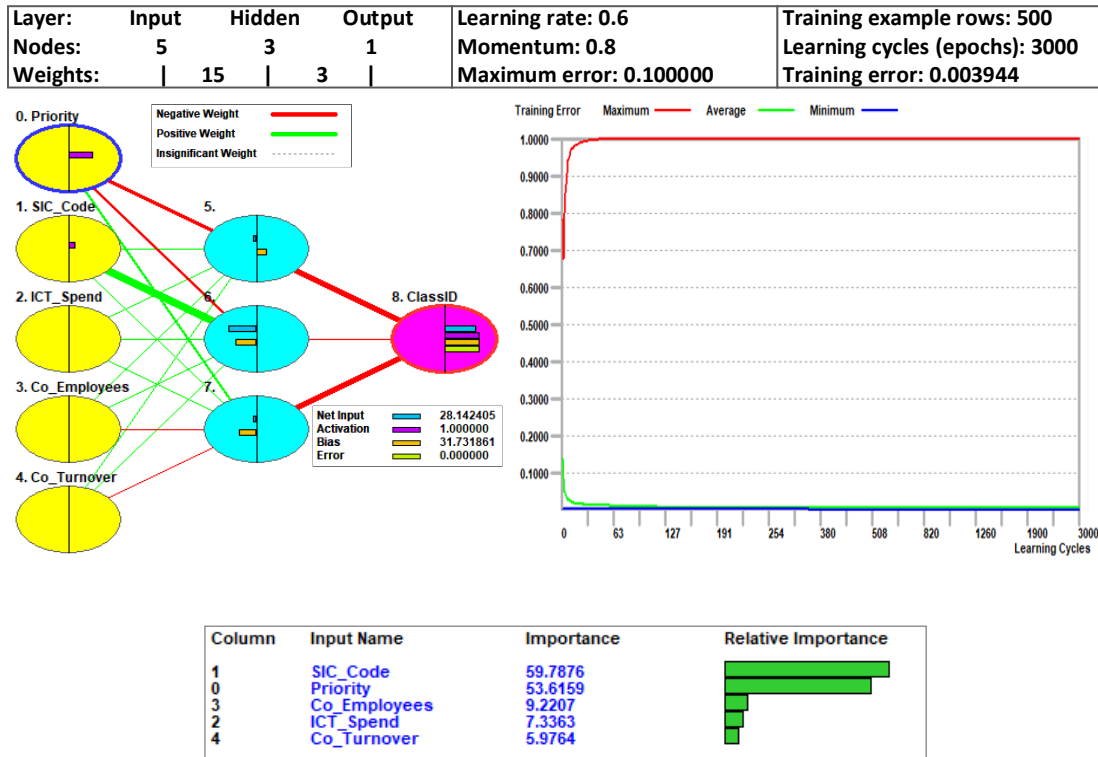 Layer: Input Hidden Output
Nodes: 5 3 1
Weights: | 15 | 3 |
Learning rate: 0.6
Momentum: 0.8
Maximum error: 0.100000
Training example rows: 500
Learning cycles (epochs): 3000
Training error: 0.003944
0. Priority
Negative Weight
Positive Weight
Insignificant Weight
1. SIC_Code
5.
2. ICT_Spend
6.
8. ClassID
3. Co_Employees
7.
Net Input 28.142405
Activation 1.000000
Bias 31.731861
Error 0.000000
4. Co_Turnover
Training Error Maximum Average Minimum
1.0000
0.9000
0.8000
0.7000
0.6000
0.5000
0.4000
0.3000
0.2000
0.1000
0 63 127 191 254 380 508 820 1260 1900 3000
Learning Cycles
Column Input Name Importance Relative Importance
1 SIC_Code 59.7876
0 Priority 53.6159
3 Co_Employees 9.2207
2 ICT_Spend 7.3363
4 Co_Turnover 5.9764